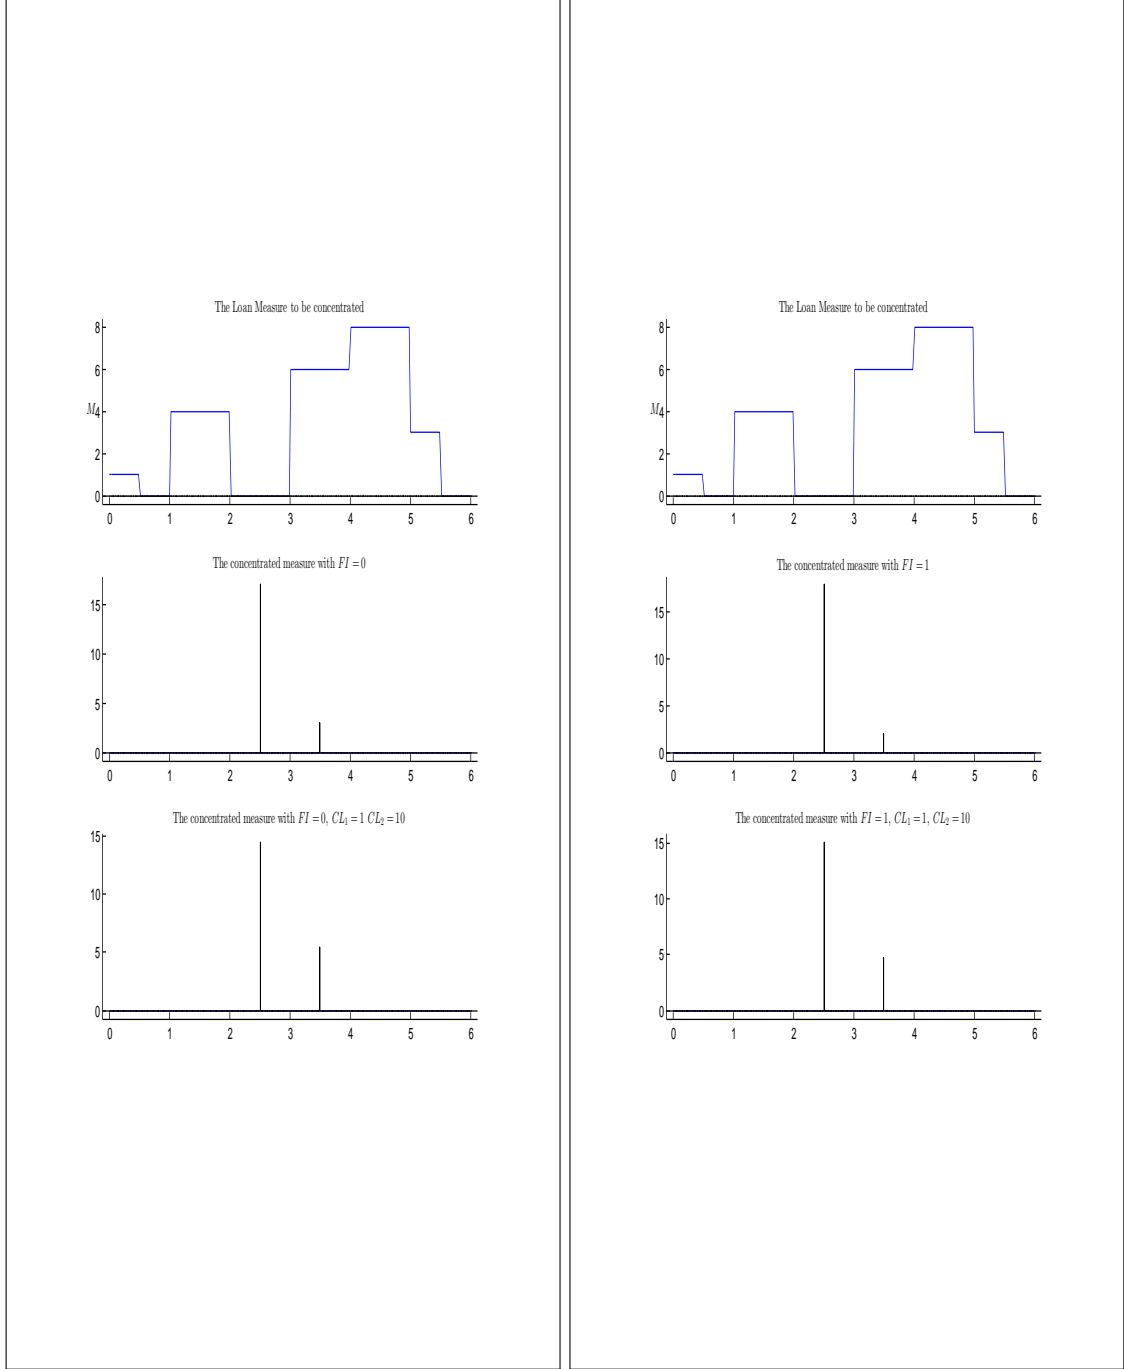 The Loan Measure to be concentrated
8
6
M
4
2
0
0 1 2 3 4 5 6
The concentrated measure with FI = 0
15
10
5
0
0 1 2 3 4 5 6
The concentrated measure with FI = 0, CL₁ = 1 CL₂ = 10
15
10
5
0
0 1 2 3 4 5 6
The Loan Measure to be concentrated
8
6
M
4
2
0
0 1 2 3 4 5 6
The concentrated measure with FI = 1
15
10
5
0
0 1 2 3 4 5 6
The concentrated measure with FI = 1, CL₁ = 1, CL₂ = 10
15
10
5
0
0 1 2 3 4 5 6